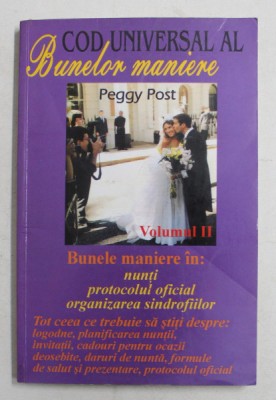 COD UNIVERSAL AL
Bunelor maniere
Peggy Post
Volumul II
Bunele maniere în:
nunți
protocolul oficial
organizarea sindrofiilor
Tot ceea ce trebuie să știți despre:
logodne, planificarea nunții,
invitații, cadouri pentru ocazii
deosebite, daruri de nuntă, formule
de salut și prezentare, protocolul oficial